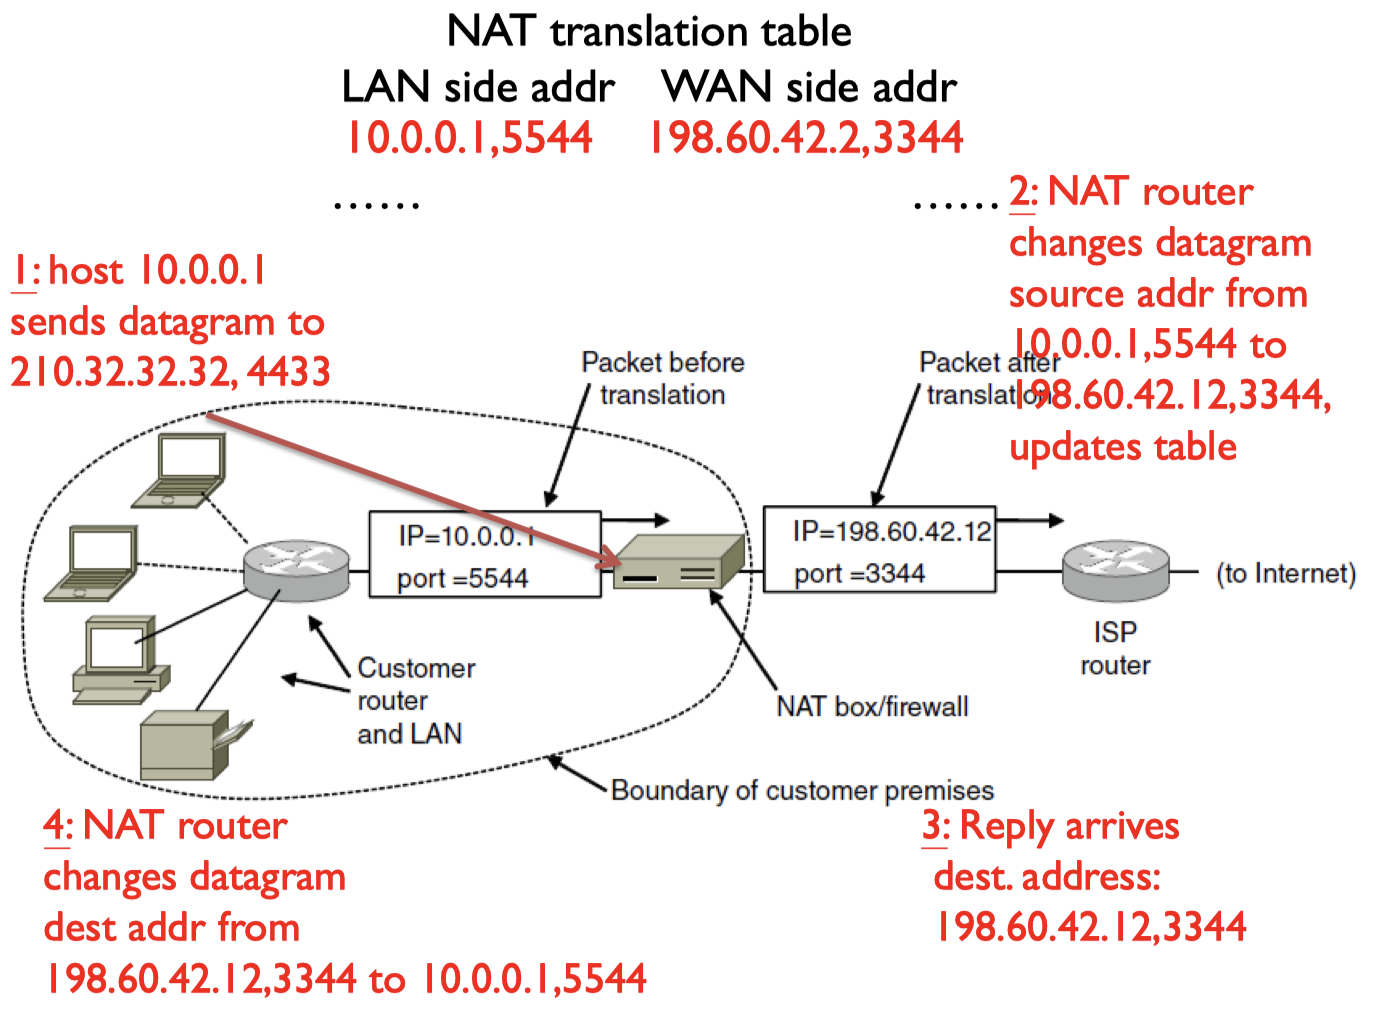 NAT translation table
LAN side addr WAN side addr
10.0.0.1,5544 198.60.42.2,3344
...... ......
1: host 10.0.0.1
sends datagram to
210.32.32.32, 4433
2: NAT router
changes datagram
source addr from
10.0.0.1,5544 to
198.60.42.12,3344,
updates table
Packet before
translation
Packet after
translation
IP=10.0.0.1
port =5544
IP=198.60.42.12
port =3344
(to Internet)
ISP
router
Customer
router
and LAN
NAT box/firewall
Boundary of customer premises
4: NAT router
changes datagram
dest addr from
198.60.42.12,3344 to 10.0.0.1,5544
3: Reply arrives
dest. address:
198.60.42.12,3344